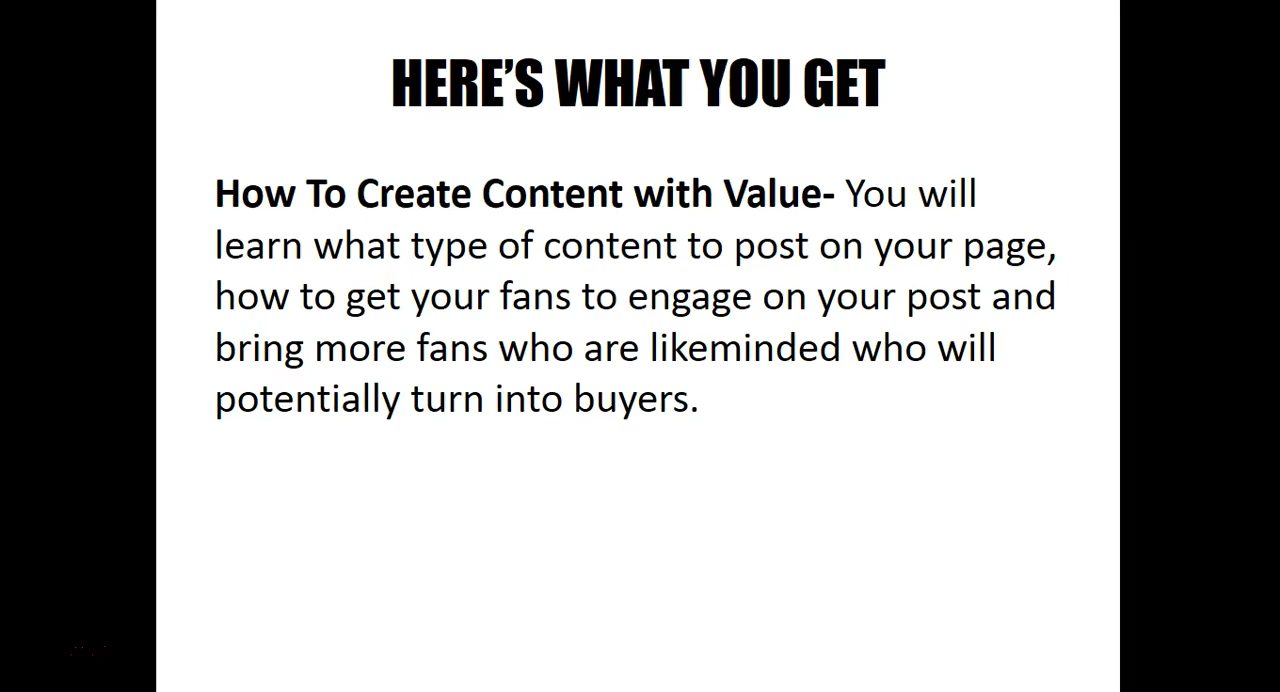 HERE’S WHAT YOU GET
How To Create Content with Value- You will
learn what type of content to post on your page,
how to get your fans to engage on your post and
bring more fans who are likeminded who will
potentially turn into buyers.